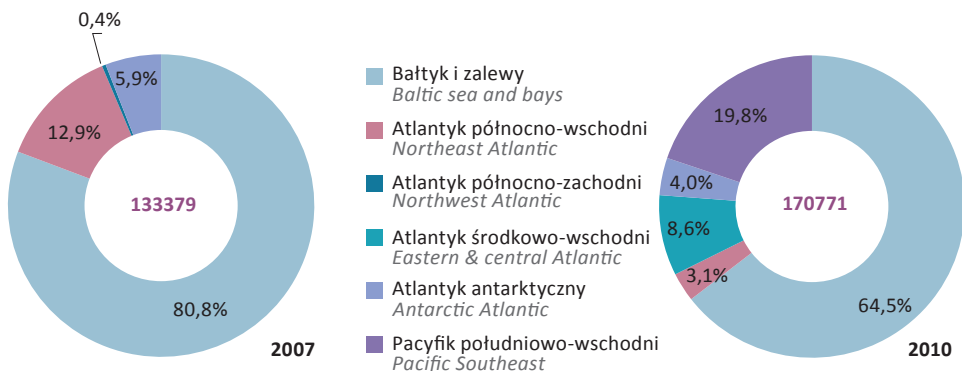 0,4%
5,9%
12,9%
133379
80,8%
2007
Bałtyk i zalewy
Baltic sea and bays
Atlantyk północno-wschodni
Northeast Atlantic
Atlantyk północno-zachodni
Northwest Atlantic
Atlantyk środkowo-wschodni
Eastern & central Atlantic
Atlantyk antarktyczny
Antarctic Atlantic
Pacyfik południowo-wschodni
Pacific Southeast
19,8%
4,0%
8,6%
3,1%
170771
64,5%
2010